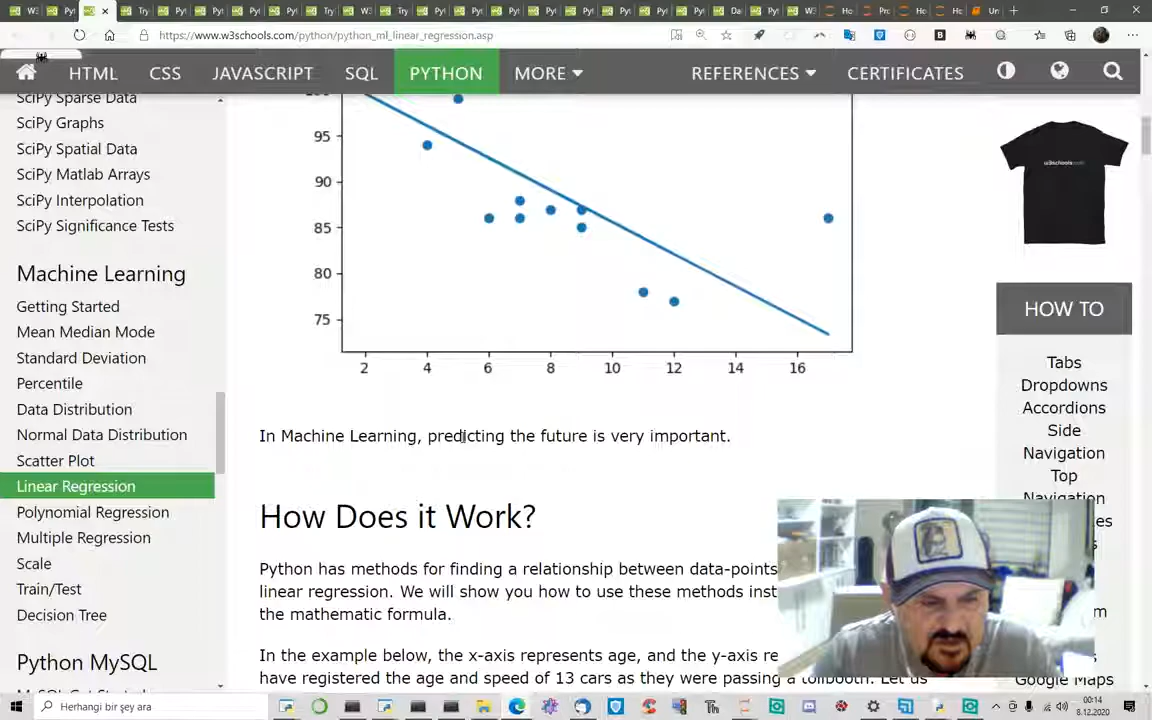 https://www.w3schools.com/python/python_ml_linear_regression.asp
HTML CSS JAVASCRIPT SQL PYTHON MORE REFERENCES CERTIFICATES
SciPy Sparse Data
SciPy Graphs
SciPy Spatial Data
SciPy Matlab Arrays
SciPy Interpolation
SciPy Significance Tests
Machine Learning
Getting Started
Mean Median Mode
Standard Deviation
Percentile
Data Distribution
Normal Data Distribution
Scatter Plot
Linear Regression
Polynomial Regression
Multiple Regression
Scale
Train/Test
Decision Tree
Python MySQL
95
90
85
80
75
2 4 6 8 10 12 14 16
In Machine Learning, predicting the future is very important.
How Does it Work?
Python has methods for finding a relationship between data-points
linear regression. We will show you how to use these methods inst
the mathematic formula.
In the example below, the x-axis represents age, and the y-axis re
have registered the age and speed of 13 cars as they were passing a tollbooth. Let us
w3schools.com
HOW TO
Tabs
Dropdowns
Accordions
Side
Navigation
Top
Navigation
Google Maps
Herhangi bir şey ara
00:14
8.12.2020